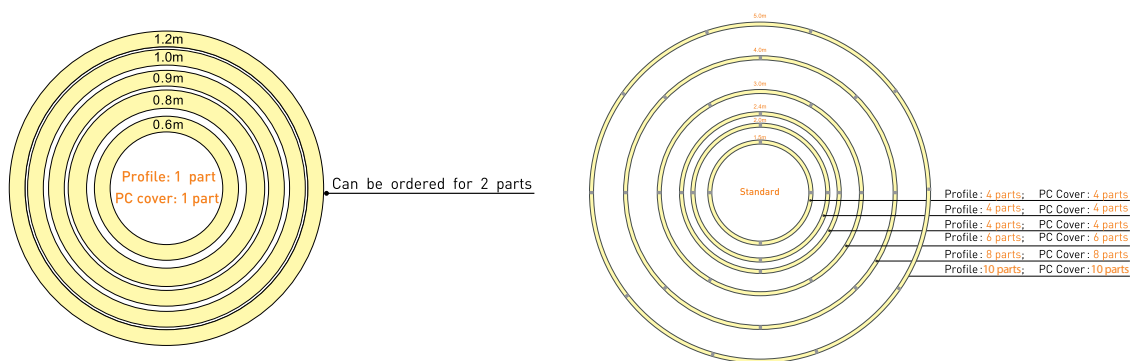 1.2m
1.0m
0.9m
0.8m
0.6m
Profile: 1 part
PC cover: 1 part
Can be ordered for 2 parts
5.0m
4.0m
3.0m
2.4m
2.0m
1.5m
Standard
Profile: 4 parts; PC Cover: 4 parts
Profile: 4 parts; PC Cover: 4 parts
Profile: 4 parts; PC Cover: 4 parts
Profile: 6 parts; PC Cover: 6 parts
Profile: 8 parts; PC Cover: 8 parts
Profile: 10 parts; PC Cover: 10 parts